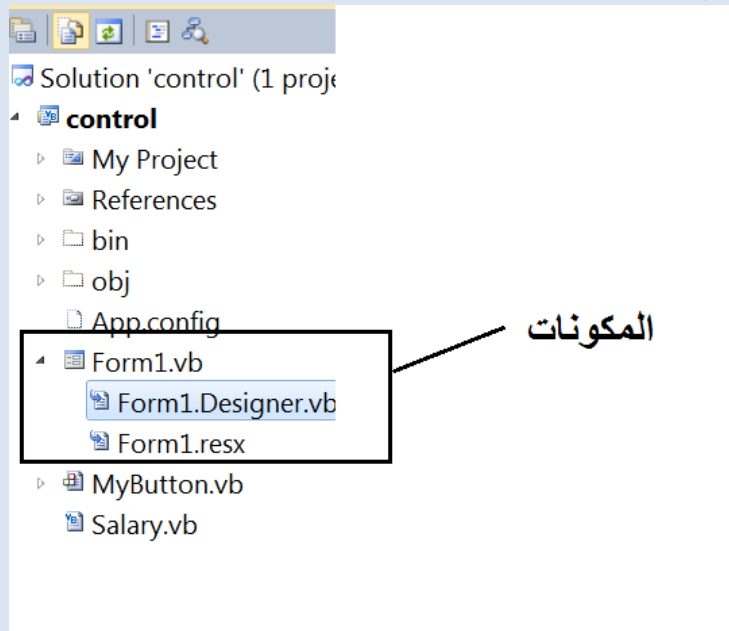 Solution 'control' (1 proje
control
My Project
References
bin
obj
App.config
Form1.vb
Form1.Designer.vb
Form1.resx
MyButton.vb
Salary.vb
المكونات